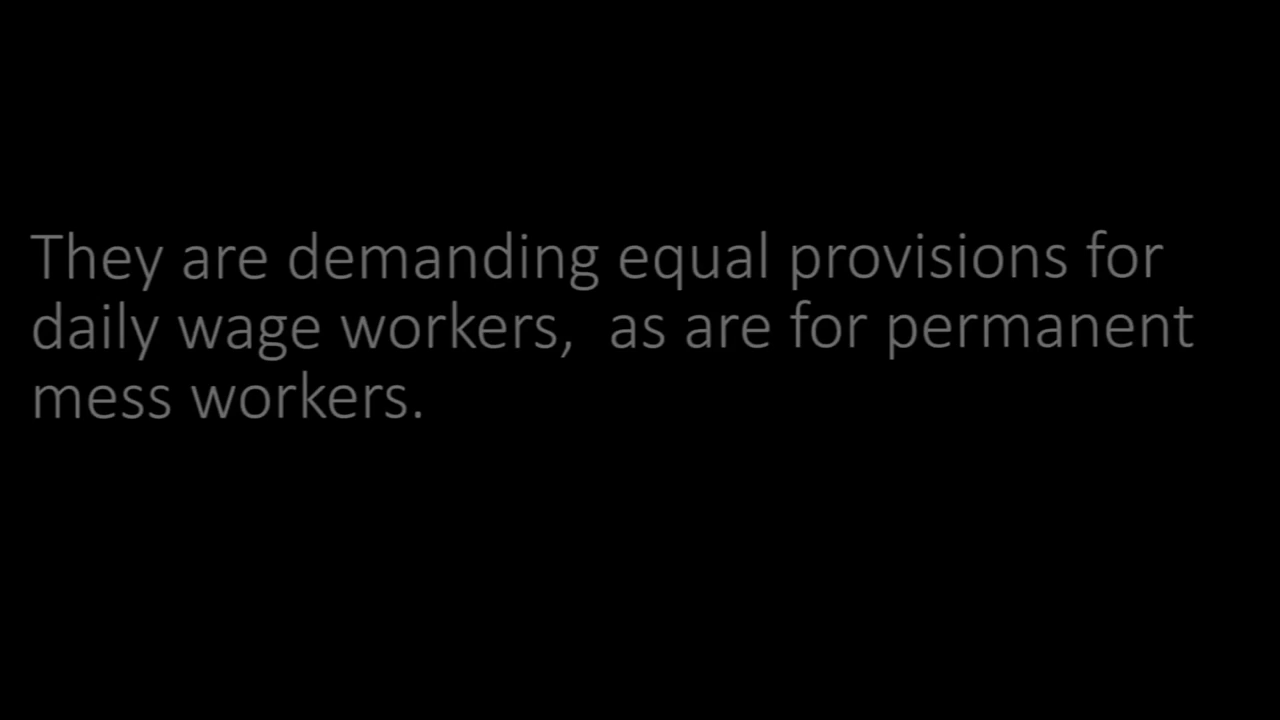 They are demanding equal provisions for
daily wage workers,  as are for permanent
mess workers.